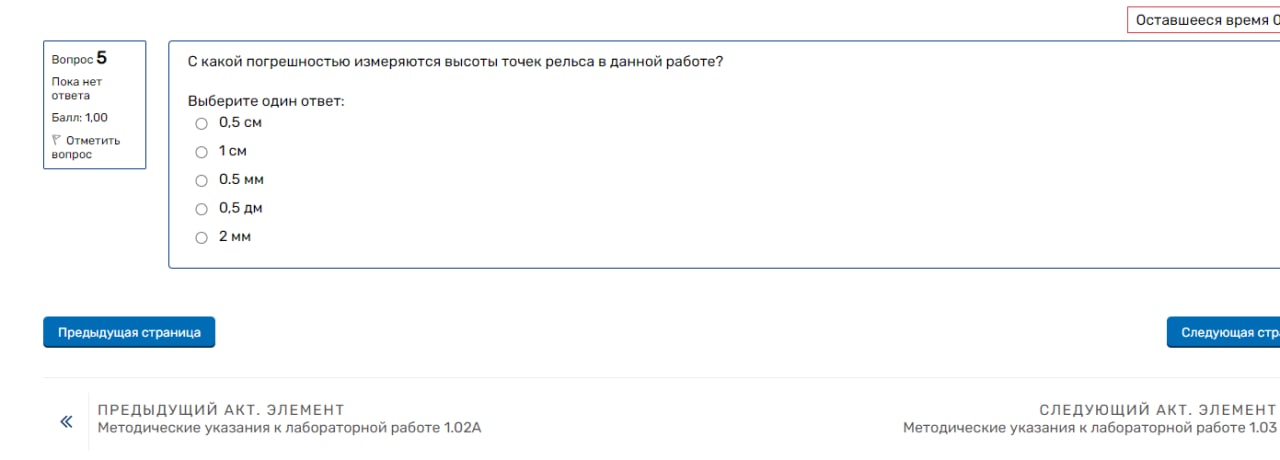 Оставшееся время 0
Вопрос 5
Пока нет
ответа
Балл: 1,00
Отметить
вопрос
С какой погрешностью измеряются высоты точек рельса в данной работе?
Выберите один ответ:
0,5 см
1 см
0.5 мм
0,5 дм
2 мм
Предыдущая страница
Следующая стра
ПРЕДЫДУЩИЙ АКТ. ЭЛЕМЕНТ
Методические указания к лабораторной работе 1.02А
СЛЕДУЮЩИЙ АКТ. ЭЛЕМЕНТ
Методические указания к лабораторной работе 1.03